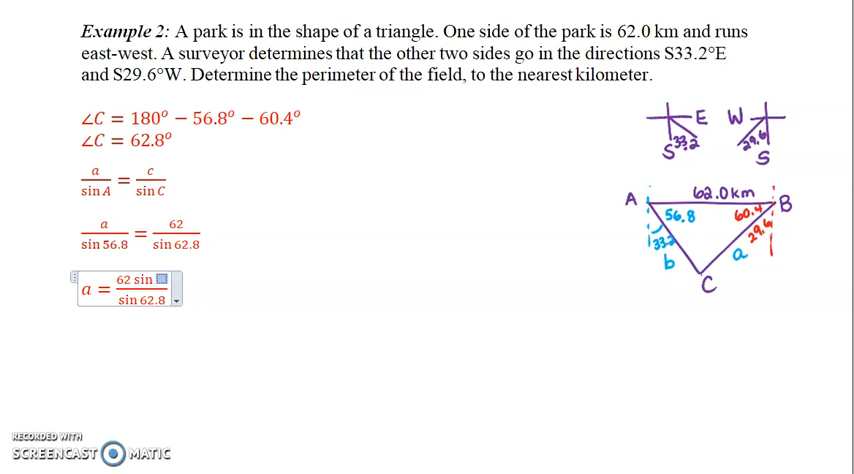 Example 2: A park is in the shape of a triangle. One side of the park is 62.0 km and runs
east-west. A surveyor determines that the other two sides go in the directions S33.2°E
and S29.6°W. Determine the perimeter of the field, to the nearest kilometer.
∠C = 180° − 56.8° − 60.4°
∠C = 62.8°
a/sin A = c/sin C
a/sin 56.8 = 62/sin 62.8
a = 62 sin/sin 62.8
E W
33.2 S
29.6 S
62.0 km
A B
56.8 60.4
33.2 29.6
b a
C
RECORDED WITH
SCREENCAST O MATIC